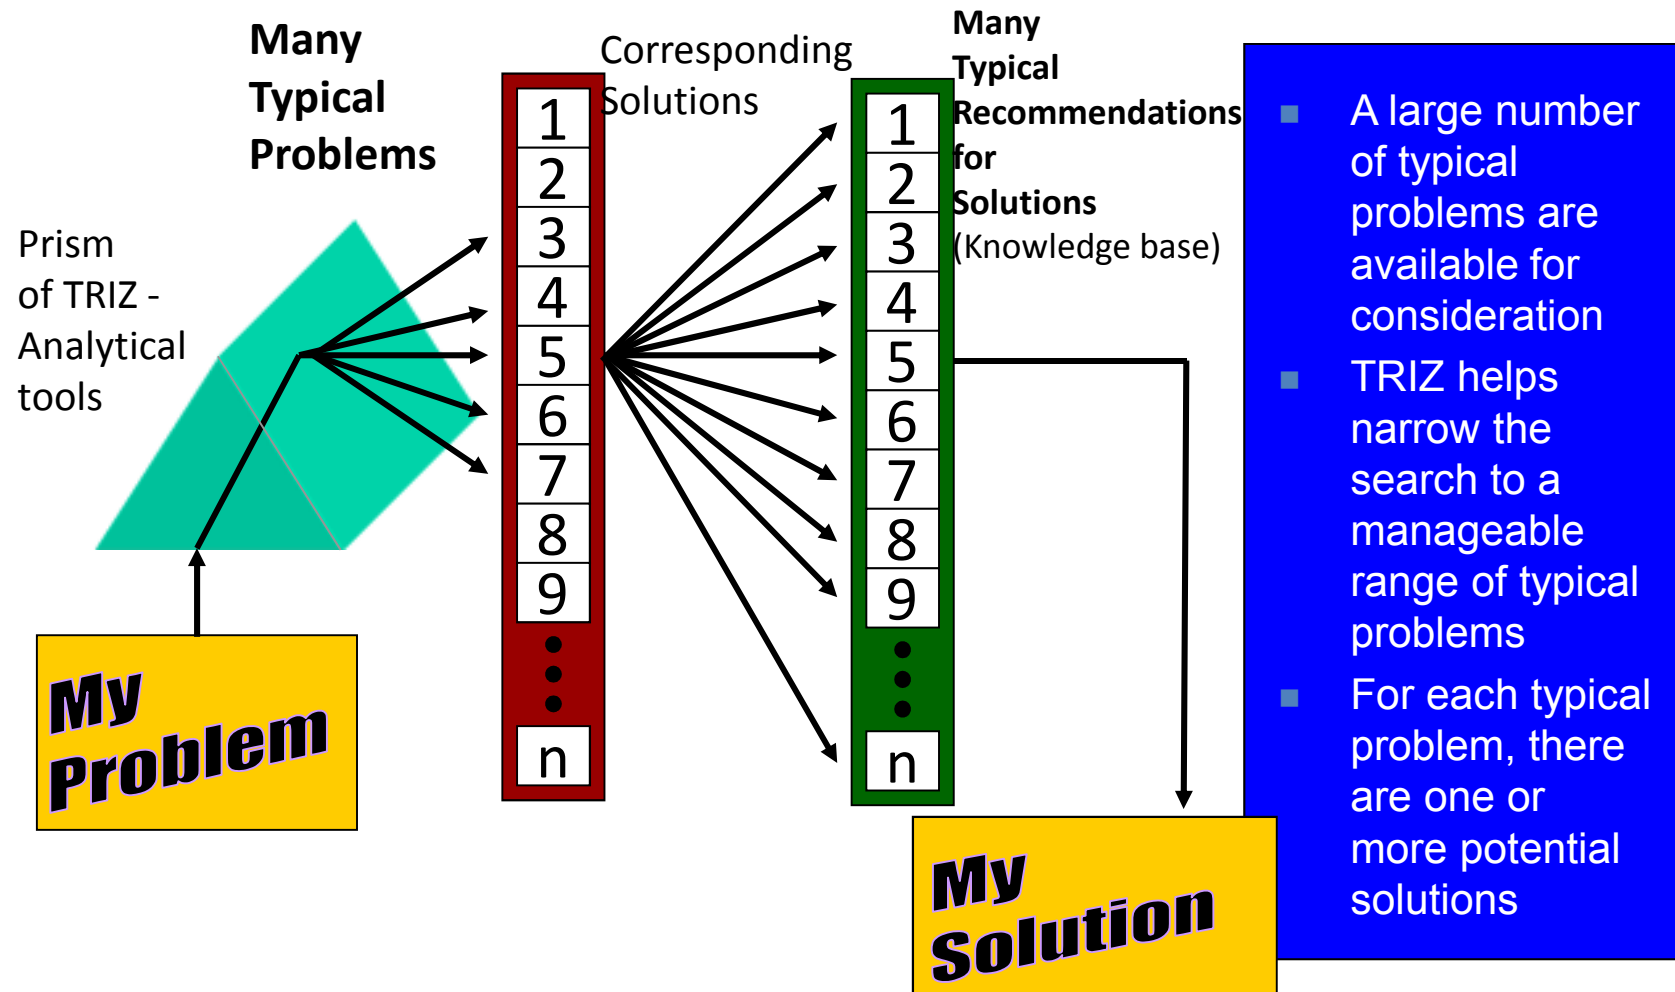 Many
Typical
Problems
Corresponding
Solutions
Many
Typical
Recommendations
for
Solutions
(Knowledge base)
Prism
of TRIZ -
Analytical
tools
1
2
3
4
5
6
7
8
9
n
1
2
3
4
5
6
7
8
9
n
My
Problem
My
Solution
A large number
of typical
problems are
available for
consideration
TRIZ helps
narrow the
search to a
manageable
range of typical
problems
For each typical
problem, there
are one or
more potential
solutions